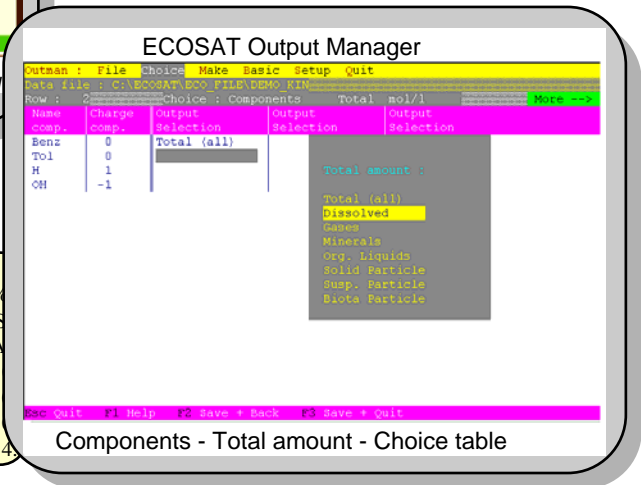 ECOSAT Output Manager
Outman : File Choice Make Basic Setup Quit
Data file : C:\ECOSAT\ECO_FILE\DEMO_KIN
Row : 2 Choice : Components Total mol/l More -->
Name Charge Output Output Output
comp. comp. Selection Selection Selection
Benz 0 Total (all)
Tol 0
H 1
OH -1
Total amount :
Total (all)
Dissolved
Gases
Minerals
Org. Liquids
Solid Particle
Susp. Particle
Biota Particle
Esc Quit F1 Help F2 Save + Back F3 Save + Quit
Components - Total amount - Choice table
4.